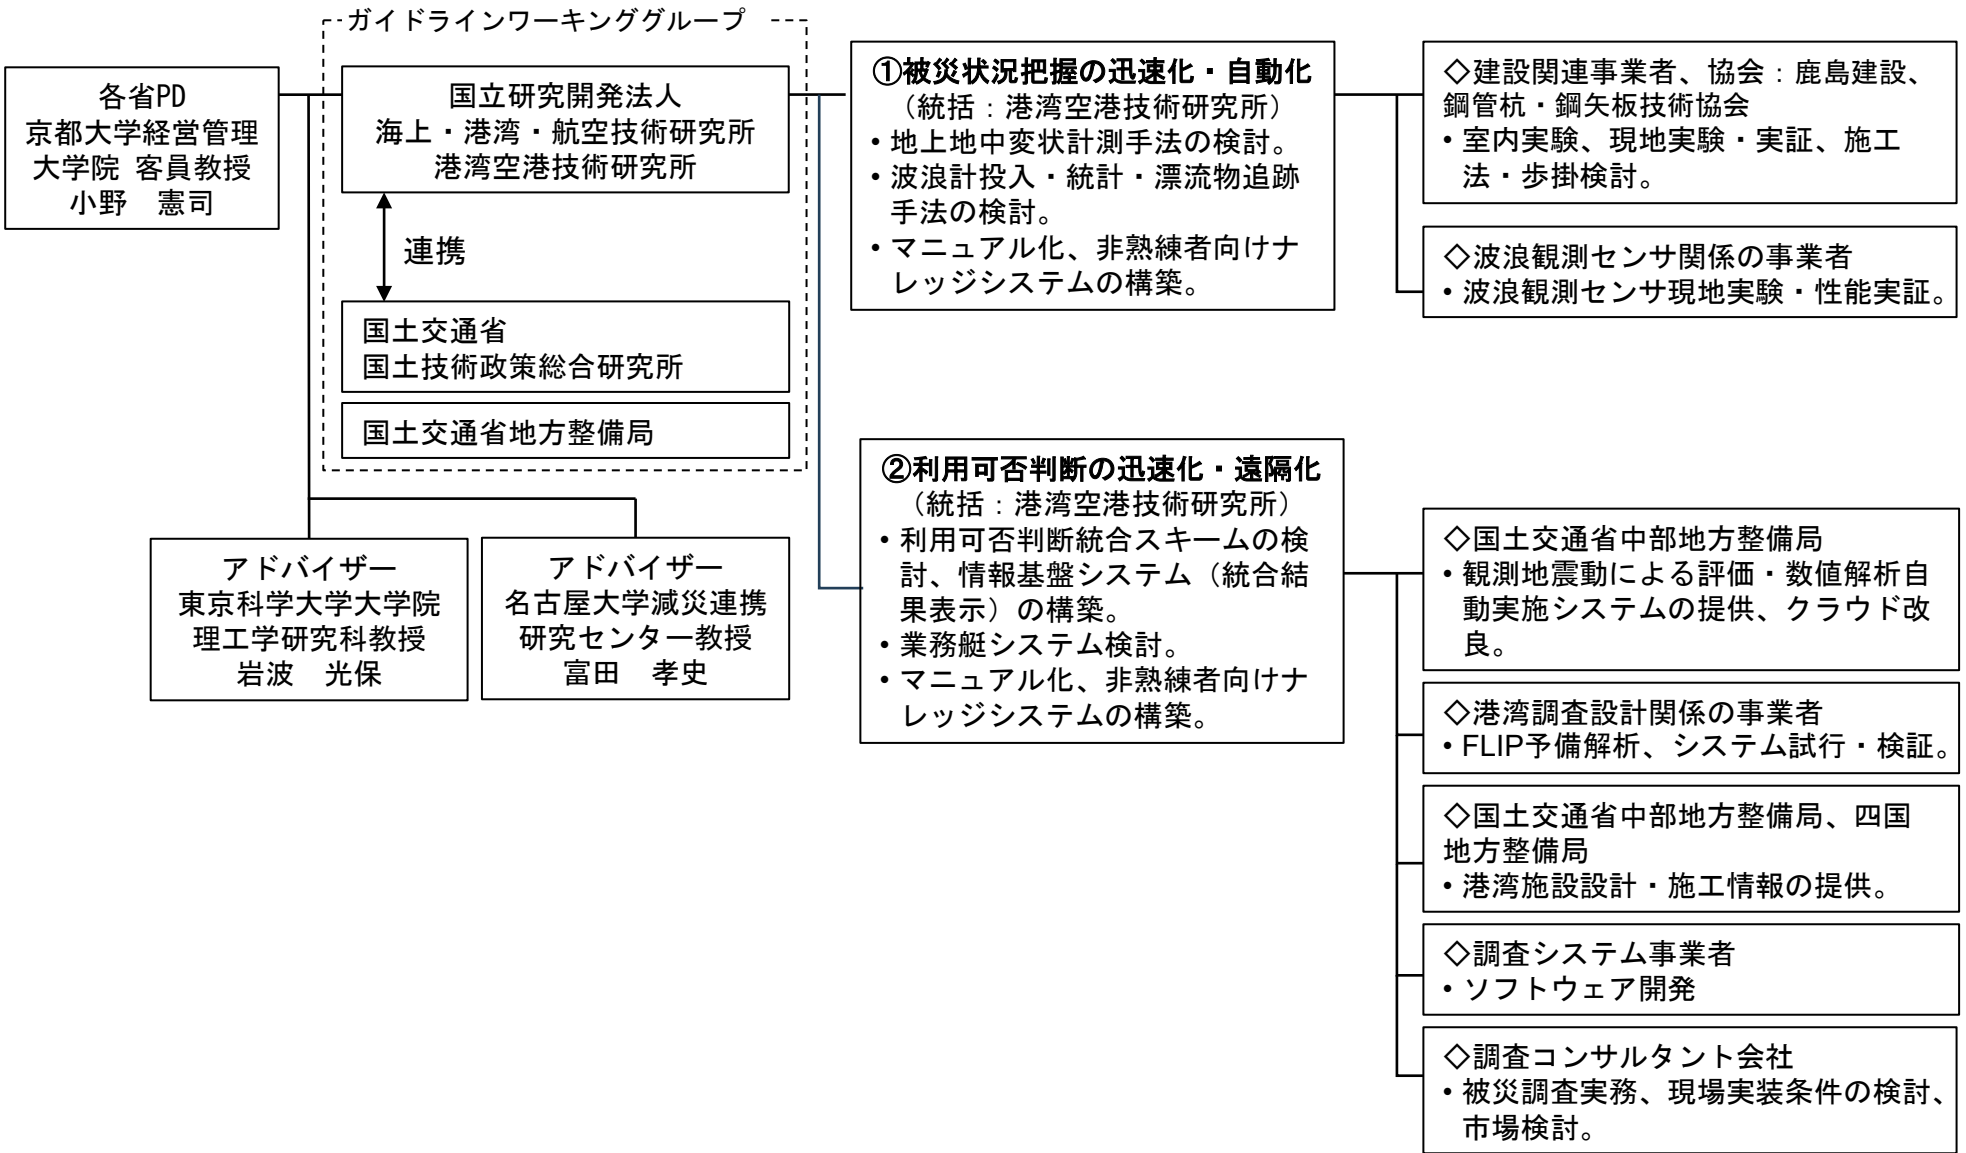 ガイドラインワーキンググループ
各省PD
京都大学経営管理
大学院 客員教授
小野　憲司
国立研究開発法人
海上・港湾・航空技術研究所
港湾空港技術研究所
連携
国土交通省
国土技術政策総合研究所
国土交通省地方整備局
アドバイザー
東京科学大学大学院
理工学研究科教授
岩波　光保
アドバイザー
名古屋大学減災連携
研究センター教授
富田　孝史
①被災状況把握の迅速化・自動化
（統括：港湾空港技術研究所）
・地上地中変状計測手法の検討。
・波浪計投入・統計・漂流物追跡
手法の検討。
・マニュアル化、非熟練者向けナ
レッジシステムの構築。
◇建設関連事業者、協会：鹿島建設、
鋼管杭・鋼矢板技術協会
・室内実験、現地実験・実証、施工
法・歩掛検討。
◇波浪観測センサ関係の事業者
・波浪観測センサ現地実験・性能実証。
②利用可否判断の迅速化・遠隔化
（統括：港湾空港技術研究所）
・利用可否判断統合スキームの検
討、情報基盤システム（統合結
果表示）の構築。
・業務艇システム検討。
・マニュアル化、非熟練者向けナ
レッジシステムの構築。
◇国土交通省中部地方整備局
・観測地震動による評価・数値解析自
動実施システムの提供、クラウド改
良。
◇港湾調査設計関係の事業者
・FLIP予備解析、システム試行・検証。
◇国土交通省中部地方整備局、四国
地方整備局
・港湾施設設計・施工情報の提供。
◇調査システム事業者
・ソフトウェア開発
◇調査コンサルタント会社
・被災調査実務、現場実装条件の検討、
市場検討。